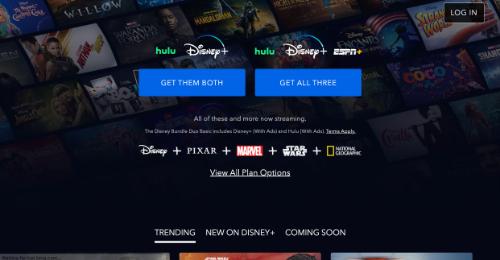 LOG IN
hulu Disney+ hulu Disney+ ESPN+
GET THEM BOTH GET ALL THREE
All of these and more now streaming.
The Disney Bundle Duo Basic includes Disney+ (With Ads) and Hulu (With Ads). Terms Apply.
Disney + PIXAR + MARVEL + STAR WARS + NATIONAL GEOGRAPHIC
View All Plan Options
TRENDING NEW ON DISNEY+ COMING SOON